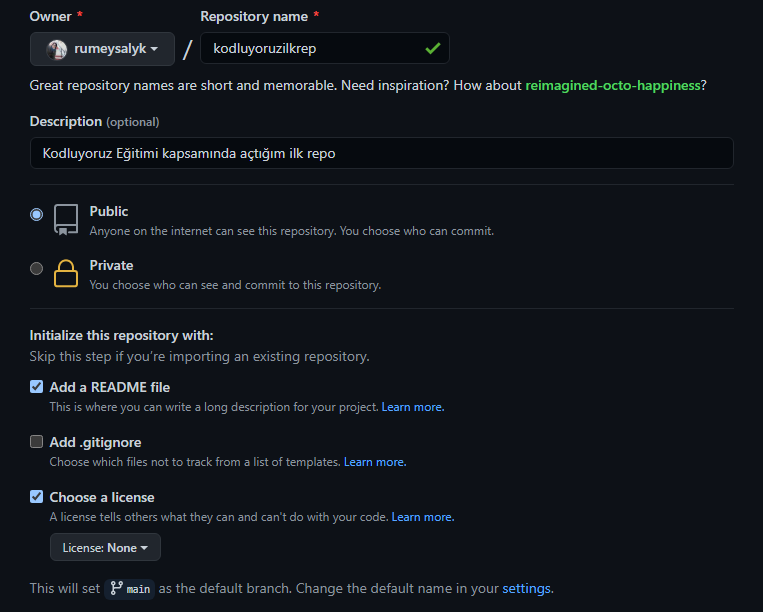 Owner * Repository name *
rumeysalyk / kodluyoruzilkrep
Great repository names are short and memorable. Need inspiration? How about reimagined-octo-happiness?
Description (optional)
Kodluyoruz Eğitimi kapsamında açtığım ilk repo
Public
Anyone on the internet can see this repository. You choose who can commit.
Private
You choose who can see and commit to this repository.
Initialize this repository with:
Skip this step if you're importing an existing repository.
Add a README file
This is where you can write a long description for your project. Learn more.
Add .gitignore
Choose which files not to track from a list of templates. Learn more.
Choose a license
A license tells others what they can and can't do with your code. Learn more.
License: None
This will set main as the default branch. Change the default name in your settings.